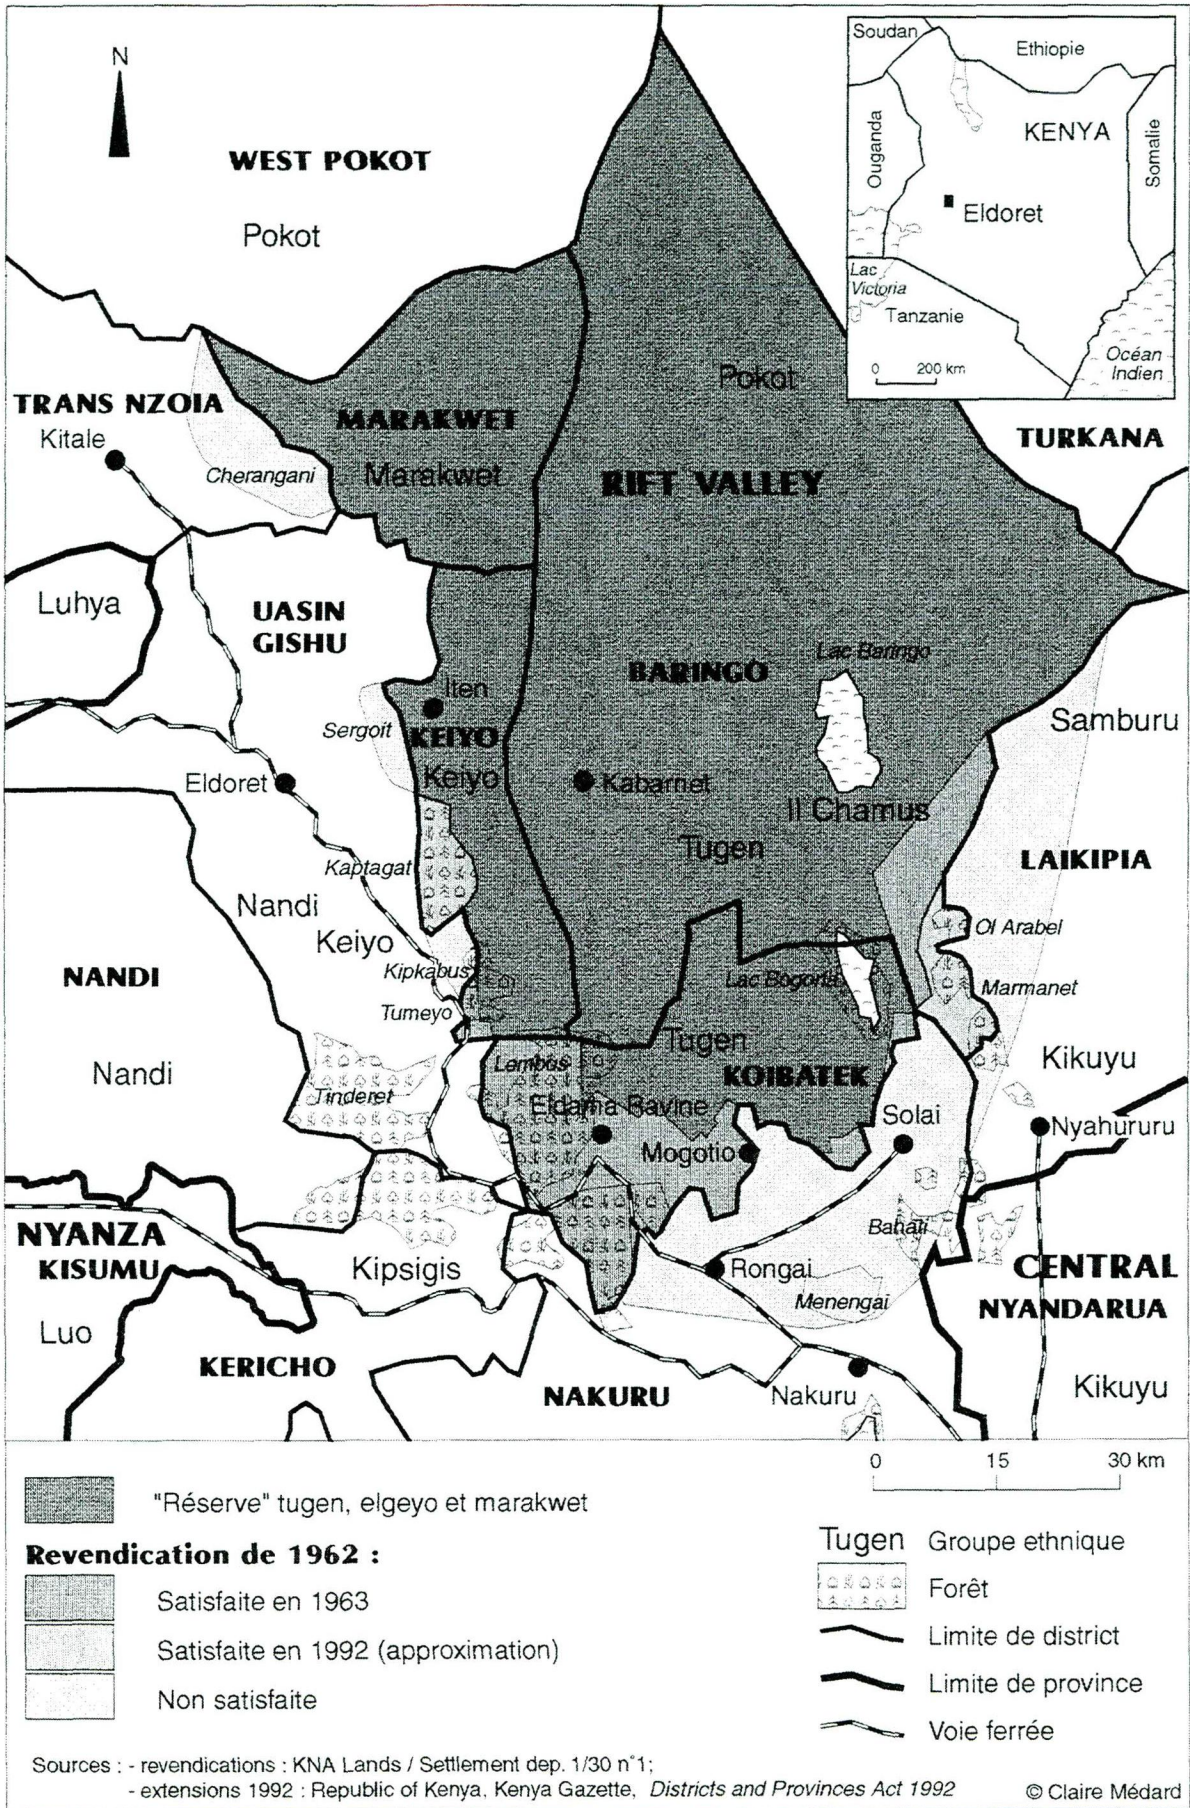 N
WEST POKOT
Pokot
Soudan
Ethiopie
Ouganda
KENYA
Somalie
Eldoret
Lac
Victoria
Tanzanie
Océan
Indien
0 200 km
TRANS NZOIA
Kitale
Cherangani
MARAKWET
Marakwet
Pokot
RIFT VALLEY
TURKANA
Luhya
UASIN
GISHU
Iten
Sergoit
KEIYO
Keiyo
Eldoret
BARINGO
Lac Baringo
Kabarnet
Il Chamus
Tugen
Samburu
LAIKIPIA
Kaptagat
Nandi
Keiyo
Kipkabus
Tumeyo
NANDI
Nandi
Tinderet
Ol Arabel
Marmanet
Lac Bogoria
Tugen
KOIBATEK
Lembus
Eldama Ravine
Mogotio
Solai
Kikuyu
Nyahururu
NYANZA
KISUMU
Luo
Kipsigis
KERICHO
Rongai
Menengai
Bahati
CENTRAL
NYANDARUA
Kikuyu
NAKURU
Nakuru
0 15 30 km
"Réserve" tugen, elgeyo et marakwet
Revendication de 1962 :
Satisfaite en 1963
Satisfaite en 1992 (approximation)
Non satisfaite
Tugen Groupe ethnique
Forêt
Limite de district
Limite de province
Voie ferrée
Sources : - revendications : KNA Lands / Settlement dep. 1/30 n°1;
- extensions 1992 : Republic of Kenya, Kenya Gazette, Districts and Provinces Act 1992
© Claire Médard